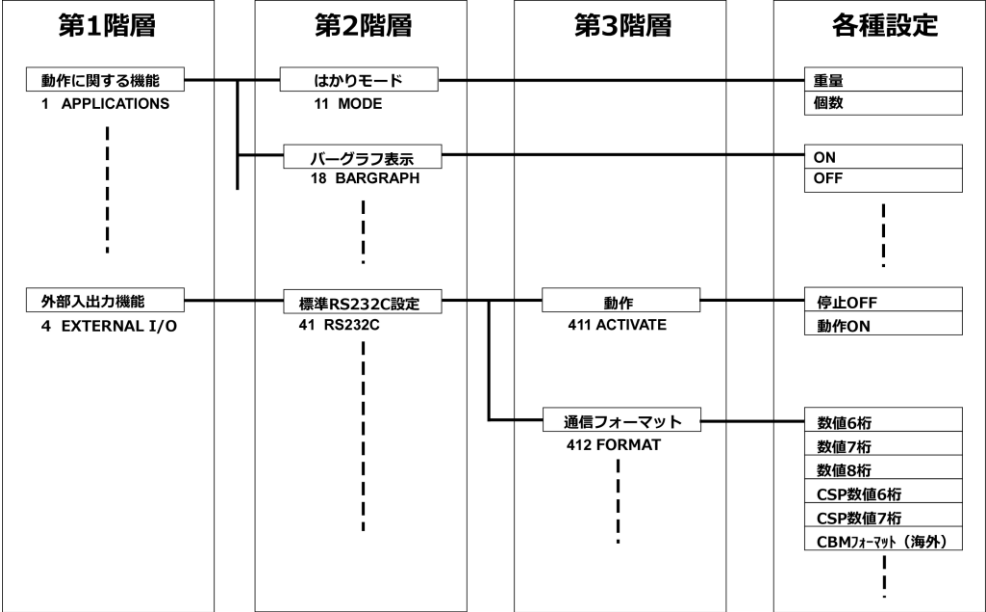 第1階層
第2階層
第3階層
各種設定
動作に関する機能
1 APPLICATIONS
はかりモード
11 MODE
重量
個数
バーグラフ表示
18 BARGRAPH
ON
OFF
外部入出力機能
4 EXTERNAL I/O
標準RS232C設定
41 RS232C
動作
411 ACTIVATE
停止OFF
動作ON
通信フォーマット
412 FORMAT
数値6桁
数値7桁
数値8桁
CSP数値6桁
CSP数値7桁
CBMフォーマット（海外）